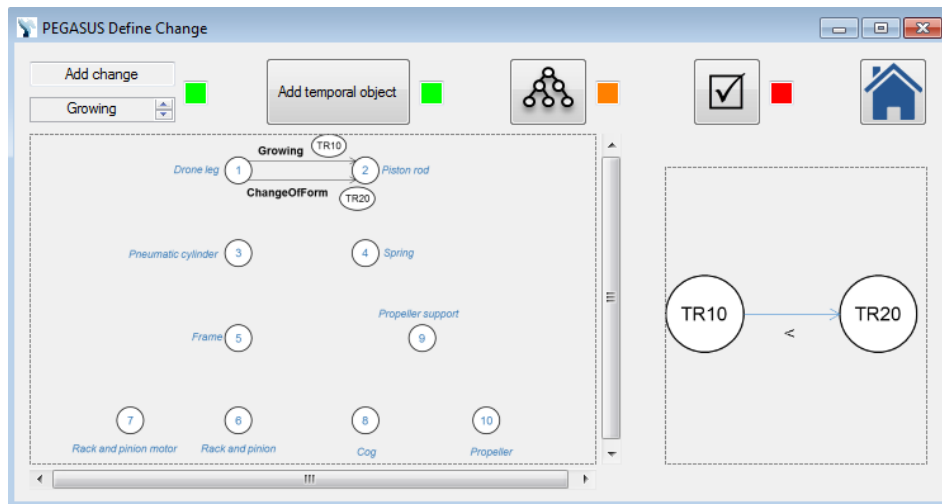 PEGASUS Define Change
Add change
Growing
Add temporal object
Growing
TR10
Drone leg
1
2
Piston rod
ChangeOfForm
TR20
Pneumatic cylinder
3
4
Spring
Propeller support
Frame
5
9
7
6
8
10
Rack and pinion motor
Rack and pinion
Cog
Propeller
TR10
TR20
<